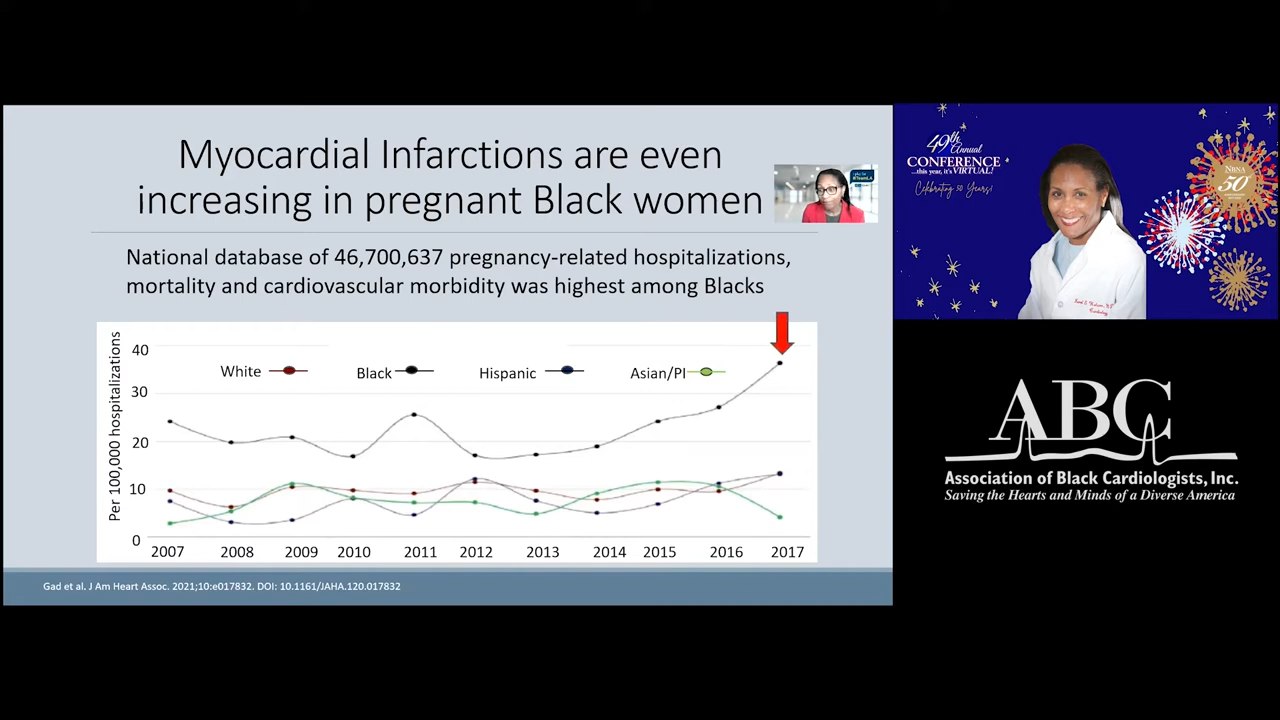 Myocardial Infarctions are even
increasing in pregnant Black women
National database of 46,700,637 pregnancy-related hospitalizations,
mortality and cardiovascular morbidity was highest among Blacks
Per 100,000 hospitalizations
40
30
20
10
0
White
Black
Hispanic
Asian/PI
2007 2008 2009 2010 2011 2012 2013 2014 2015 2016 2017
Gad et al. J Am Heart Assoc. 2021;10:e017832. DOI: 10.1161/JAHA.120.017832
49th
Annual
CONFERENCE
...this year, it's VIRTUAL!
Celebrating 50 Years!
NBNA
50
Cardiology
ABC
Association of Black Cardiologists, Inc.
Saving the Hearts and Minds of a Diverse America